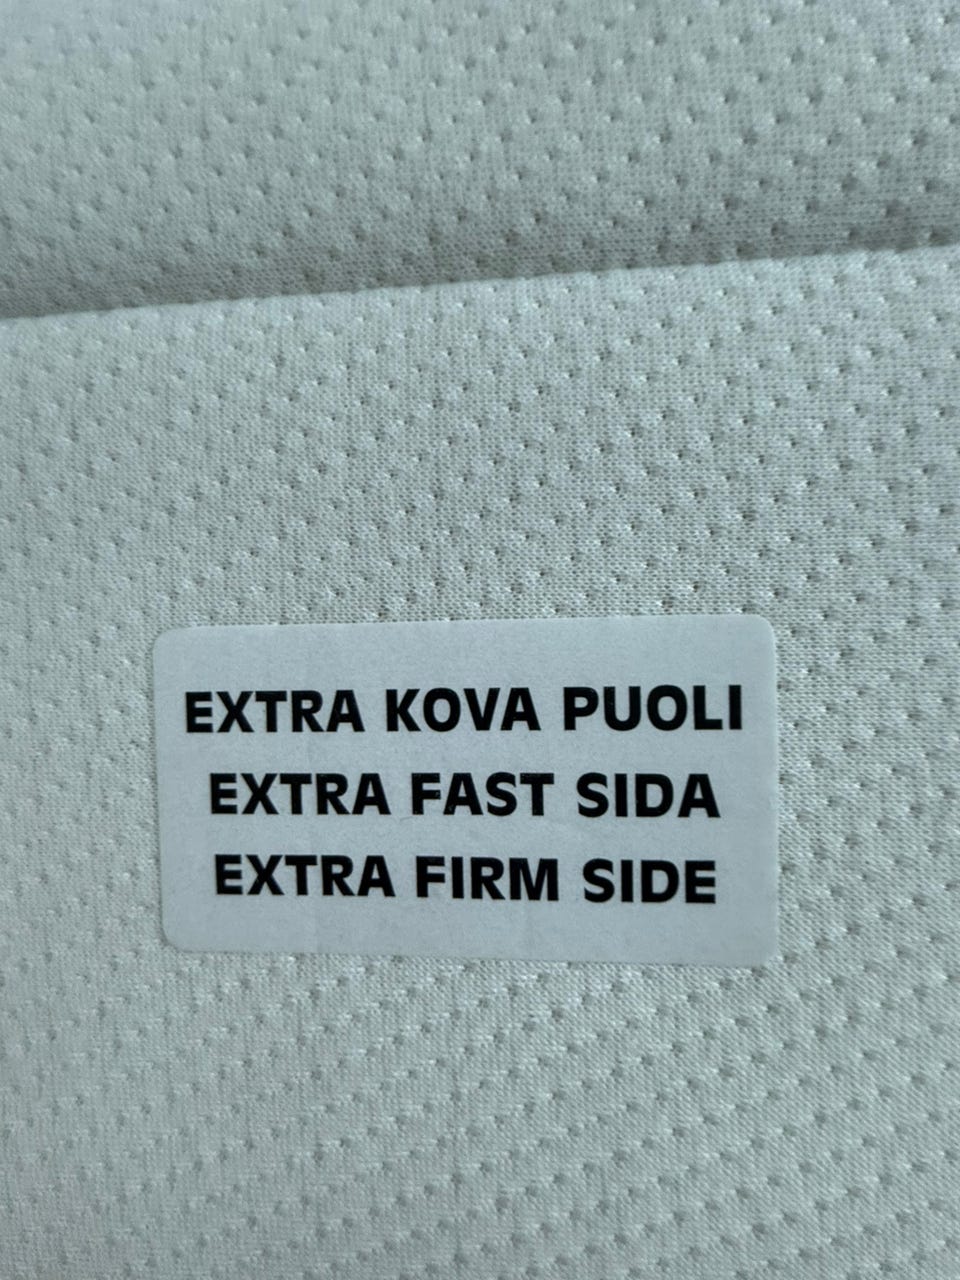 EXTRA KOVA PUOLI
EXTRA FAST SIDA
EXTRA FIRM SIDE